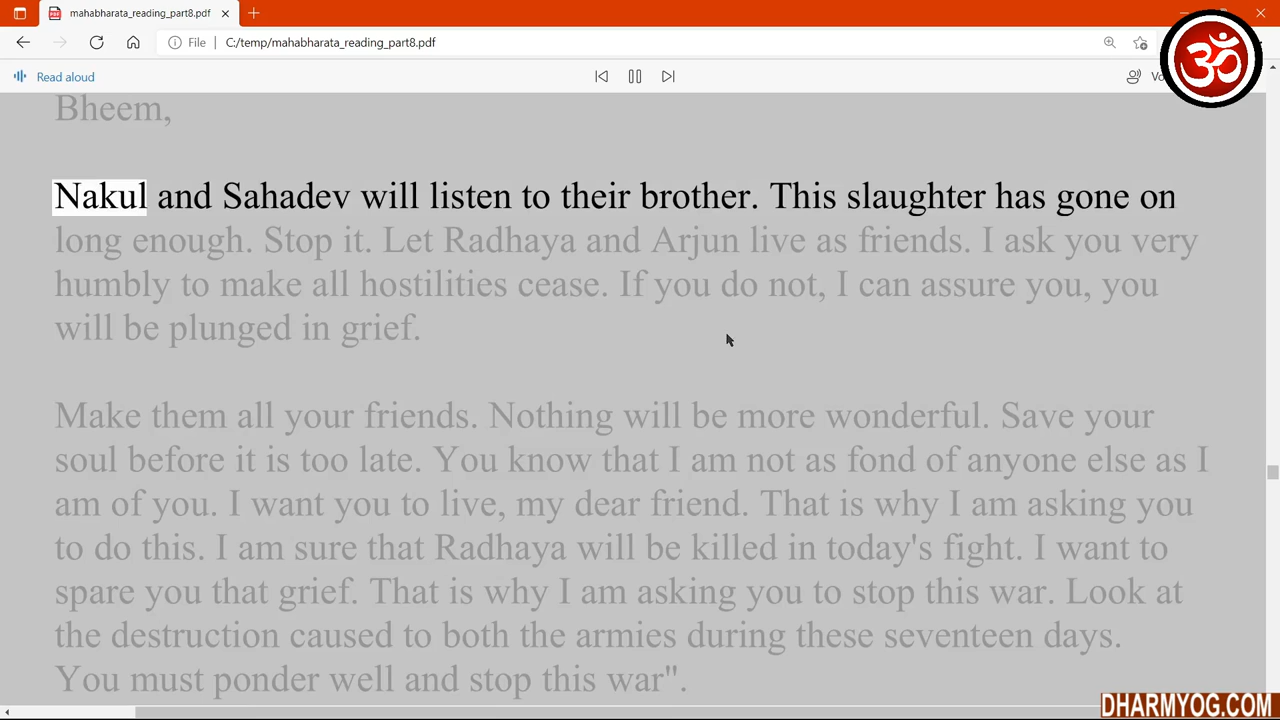 mahabharata_reading_part8.pdf
File
C:/temp/mahabharata_reading_part8.pdf
Read aloud
ॐ
Bheem,
Nakul and Sahadev will listen to their brother. This slaughter has gone on
long enough. Stop it. Let Radhaya and Arjun live as friends. I ask you very
humbly to make all hostilities cease. If you do not, I can assure you, you
will be plunged in grief.
Make them all your friends. Nothing will be more wonderful. Save your
soul before it is too late. You know that I am not as fond of anyone else as I
am of you. I want you to live, my dear friend. That is why I am asking you
to do this. I am sure that Radhaya will be killed in today's fight. I want to
spare you that grief. That is why I am asking you to stop this war. Look at
the destruction caused to both the armies during these seventeen days.
You must ponder well and stop this war".
DHARMYOG.COM